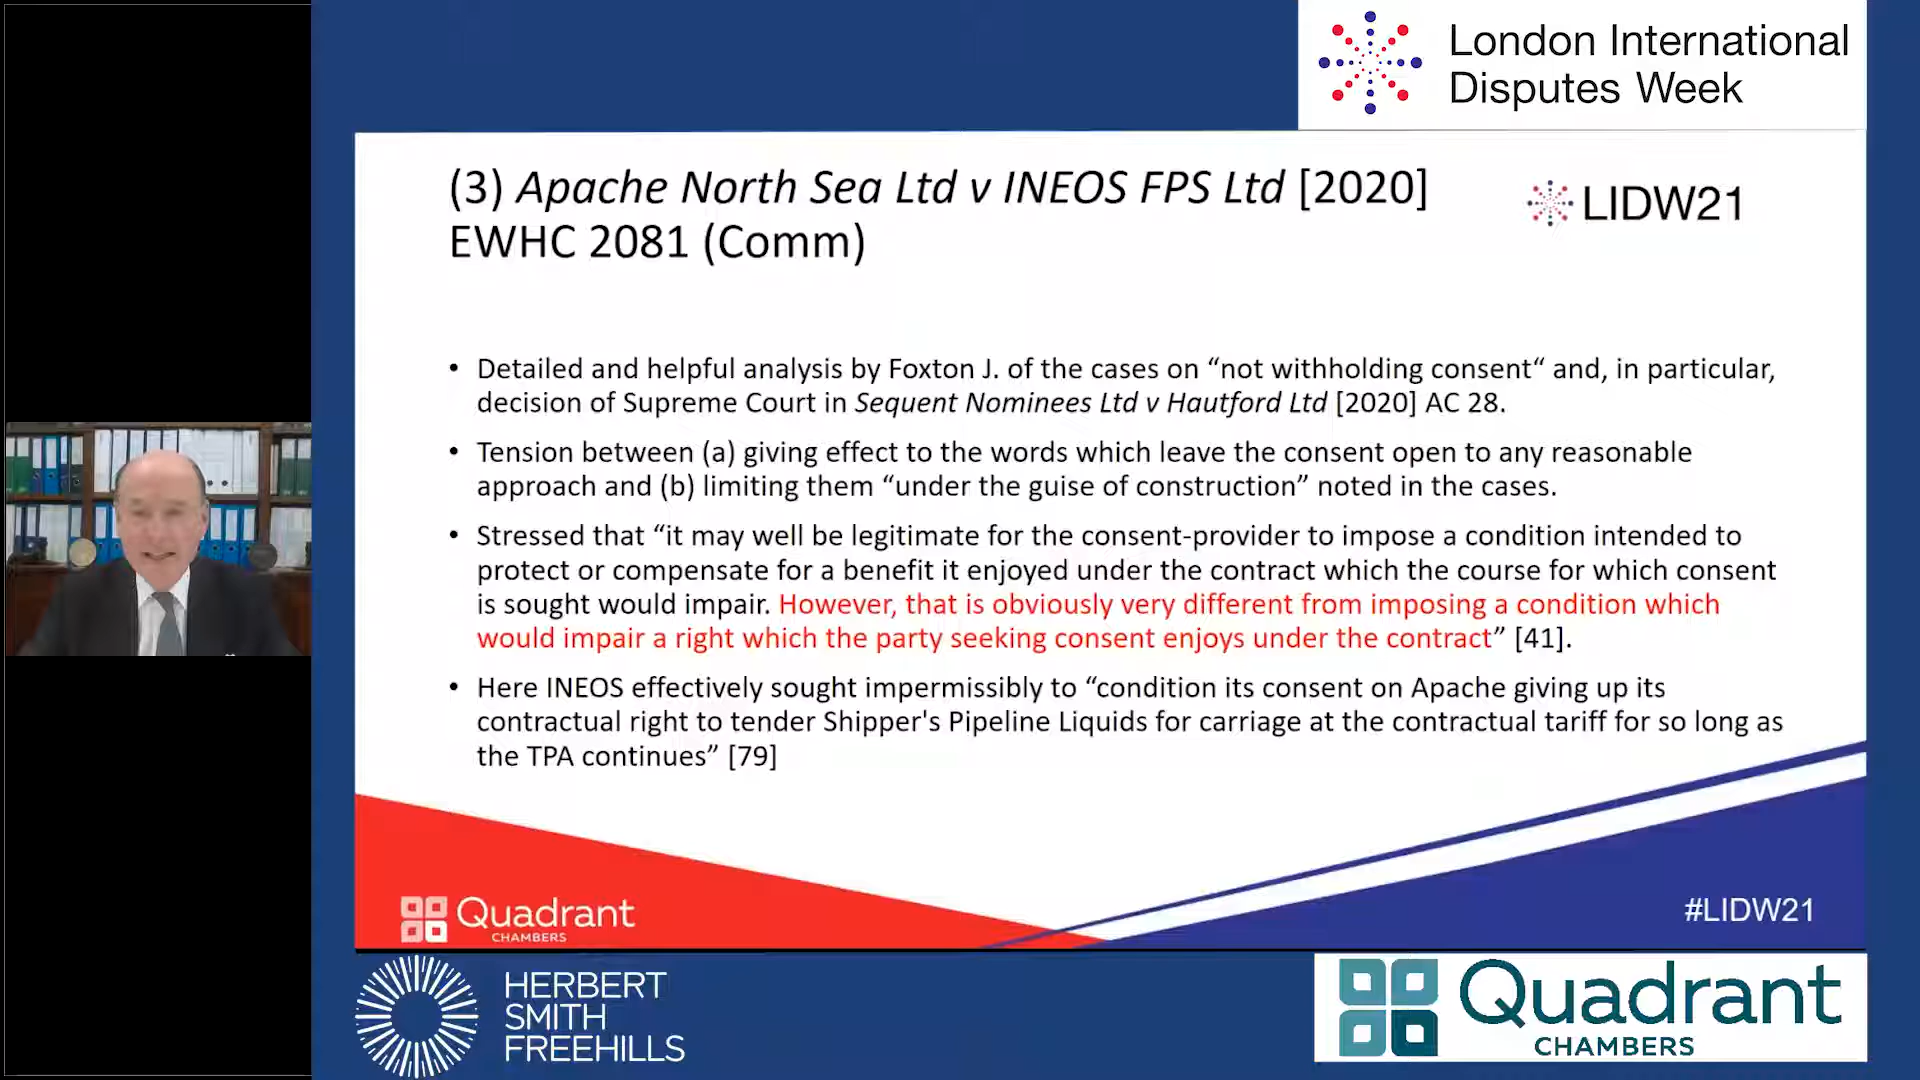 London International
Disputes Week
(3) Apache North Sea Ltd v INEOS FPS Ltd [2020]
EWHC 2081 (Comm)
LIDW21
• Detailed and helpful analysis by Foxton J. of the cases on “not withholding consent“ and, in particular,
decision of Supreme Court in Sequent Nominees Ltd v Hautford Ltd [2020] AC 28.
• Tension between (a) giving effect to the words which leave the consent open to any reasonable
approach and (b) limiting them “under the guise of construction” noted in the cases.
• Stressed that “it may well be legitimate for the consent-provider to impose a condition intended to
protect or compensate for a benefit it enjoyed under the contract which the course for which consent
is sought would impair. However, that is obviously very different from imposing a condition which
would impair a right which the party seeking consent enjoys under the contract” [41].
• Here INEOS effectively sought impermissibly to “condition its consent on Apache giving up its
contractual right to tender Shipper's Pipeline Liquids for carriage at the contractual tariff for so long as
the TPA continues” [79]
Quadrant
CHAMBERS
#LIDW21
HERBERT
SMITH
FREEHILLS
Quadrant
CHAMBERS